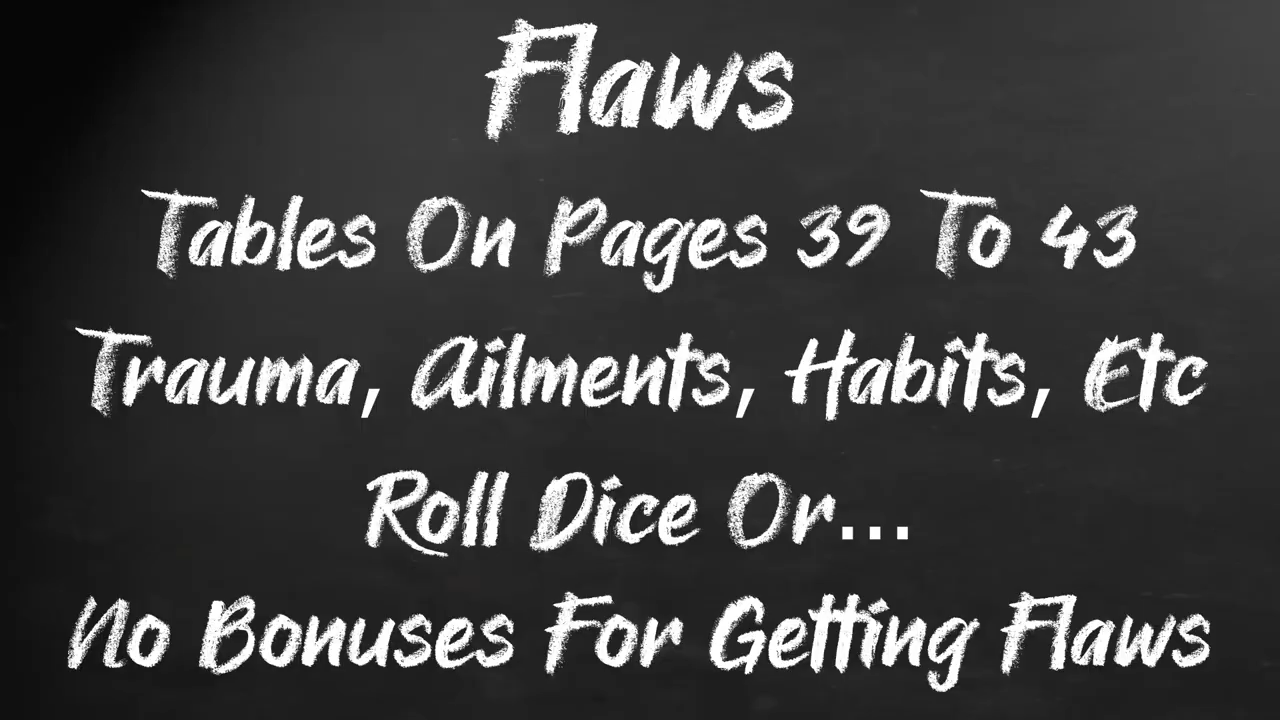 Flaws
Tables On Pages 39 To 43
Trauma, Ailments, Habits, Etc
Roll Dice Or...
No Bonuses For Getting Flaws